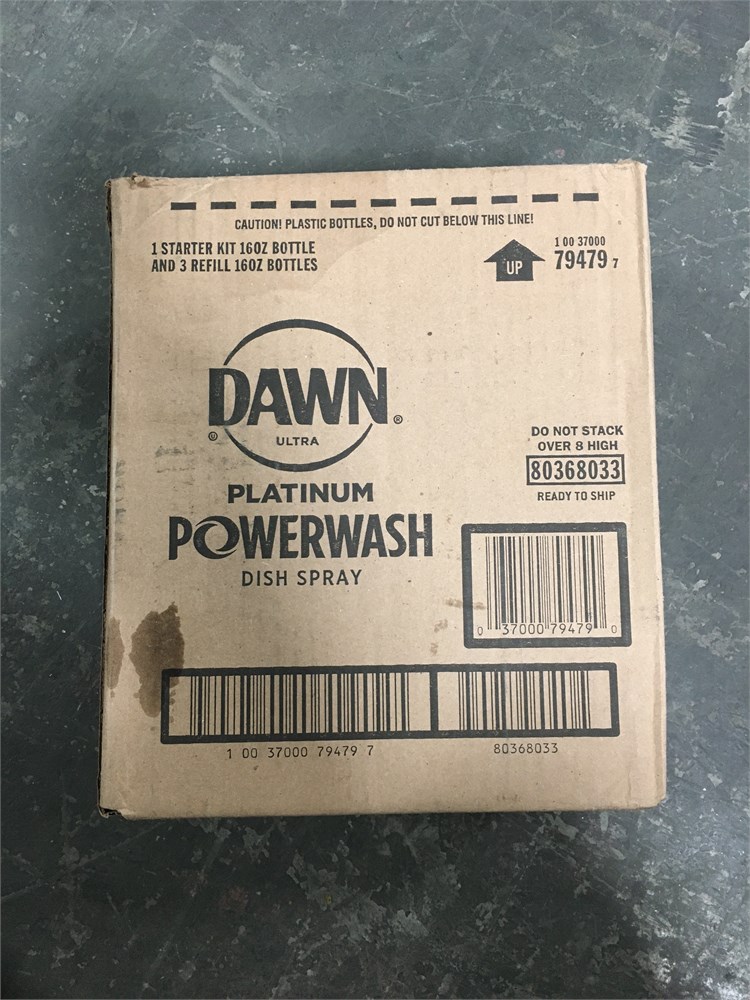 CAUTION! PLASTIC BOTTLES, DO NOT CUT BELOW THIS LINE!
1 STARTER KIT 16OZ BOTTLE
AND 3 REFILL 16OZ BOTTLES
UP
1 00 37000
79479 7
DAWN®
U
ULTRA
PLATINUM
POWERWASH
DISH SPRAY
DO NOT STACK
OVER 8 HIGH
80368033
READY TO SHIP
0 37000 79479 0
1 00 37000 79479 7
80368033